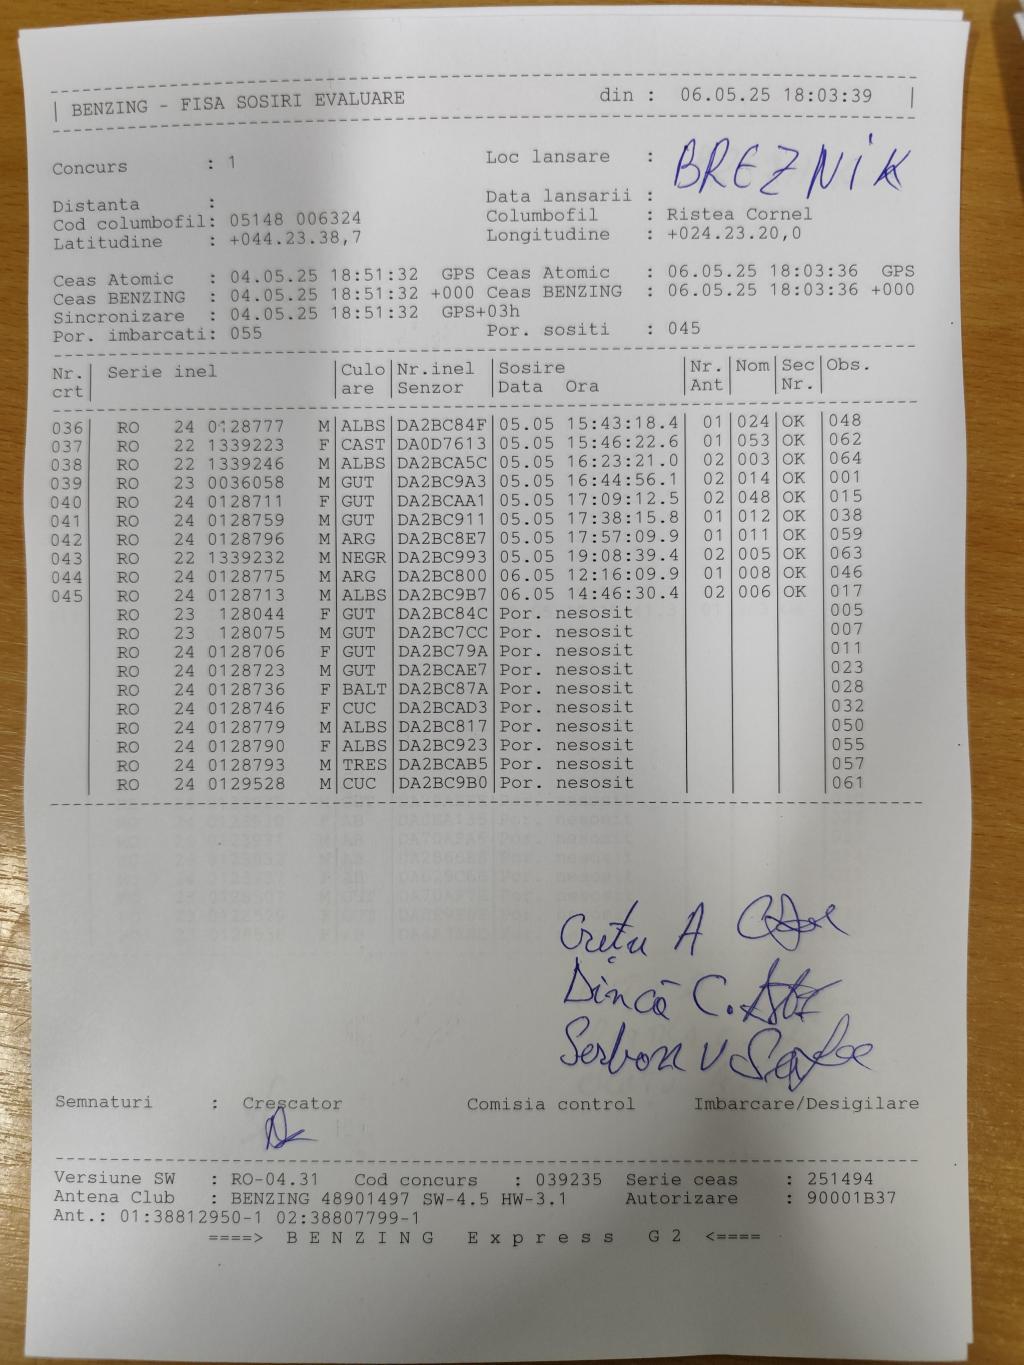 BENZING - FISA SOSIRI EVALUARE din : 06.05.25 18:03:39
Concurs : 1 Loc lansare : BREZNIK
Distanta : Data lansarii :
Cod columbofil: 05148 006324 Columbofil : Ristea Cornel
Latitudine : +044.23.38,7 Longitudine : +024.23.20,0
Ceas Atomic : 04.05.25 18:51:32 GPS Ceas Atomic : 06.05.25 18:03:36 GPS
Ceas BENZING : 04.05.25 18:51:32 +000 Ceas BENZING : 06.05.25 18:03:36 +000
Sincronizare : 04.05.25 18:51:32 GPS+03h
Por. imbarcati: 055 Por. sositi : 045
Nr. Serie inel Culo Nr.inel Sosire Nr. Nom Sec Obs.
crt are Senzor Data Ora Ant Nr.
036 RO 24 0128777 M ALBS DA2BC84F 05.05 15:43:18.4 01 024 OK 048
037 RO 22 1339223 F CAST DA0D7613 05.05 15:46:22.6 01 053 OK 062
038 RO 22 1339246 M ALBS DA2BCA5C 05.05 16:23:21.0 02 003 OK 064
039 RO 23 0036058 M GUT DA2BC9A3 05.05 16:44:56.1 02 014 OK 001
040 RO 24 0128711 F GUT DA2BCAA1 05.05 17:09:12.5 02 048 OK 015
041 RO 24 0128759 M GUT DA2BC911 05.05 17:38:15.8 01 012 OK 038
042 RO 24 0128796 M ARG DA2BC8E7 05.05 17:57:09.9 01 011 OK 059
043 RO 22 1339232 M NEGR DA2BC993 05.05 19:08:39.4 02 005 OK 063
044 RO 24 0128775 M ARG DA2BC800 06.05 12:16:09.9 01 008 OK 046
045 RO 24 0128713 M ALBS DA2BC9B7 06.05 14:46:30.4 02 006 OK 017
RO 23 128044 F GUT DA2BC84C Por. nesosit 005
RO 23 128075 M GUT DA2BC7CC Por. nesosit 007
RO 24 0128706 F GUT DA2BC79A Por. nesosit 011
RO 24 0128723 M GUT DA2BCAE7 Por. nesosit 023
RO 24 0128736 F BALT DA2BC87A Por. nesosit 028
RO 24 0128746 F CUC DA2BCAD3 Por. nesosit 032
RO 24 0128779 M ALBS DA2BC817 Por. nesosit 050
RO 24 0128790 F ALBS DA2BC923 Por. nesosit 055
RO 24 0128793 M TRES DA2BCAB5 Por. nesosit 057
RO 24 0129528 M CUC DA2BC9B0 Por. nesosit 061
Crețu A
Dincă C.
Serban V
Semnaturi : Crescator Comisia control Imbarcare/Desigilare
Versiune SW : RO-04.31 Cod concurs : 039235 Serie ceas : 251494
Antena Club : BENZING 48901497 SW-4.5 HW-3.1 Autorizare : 90001B37
Ant.: 01:38812950-1 02:38807799-1
====> B E N Z I N G E x p r e s s G 2 <====